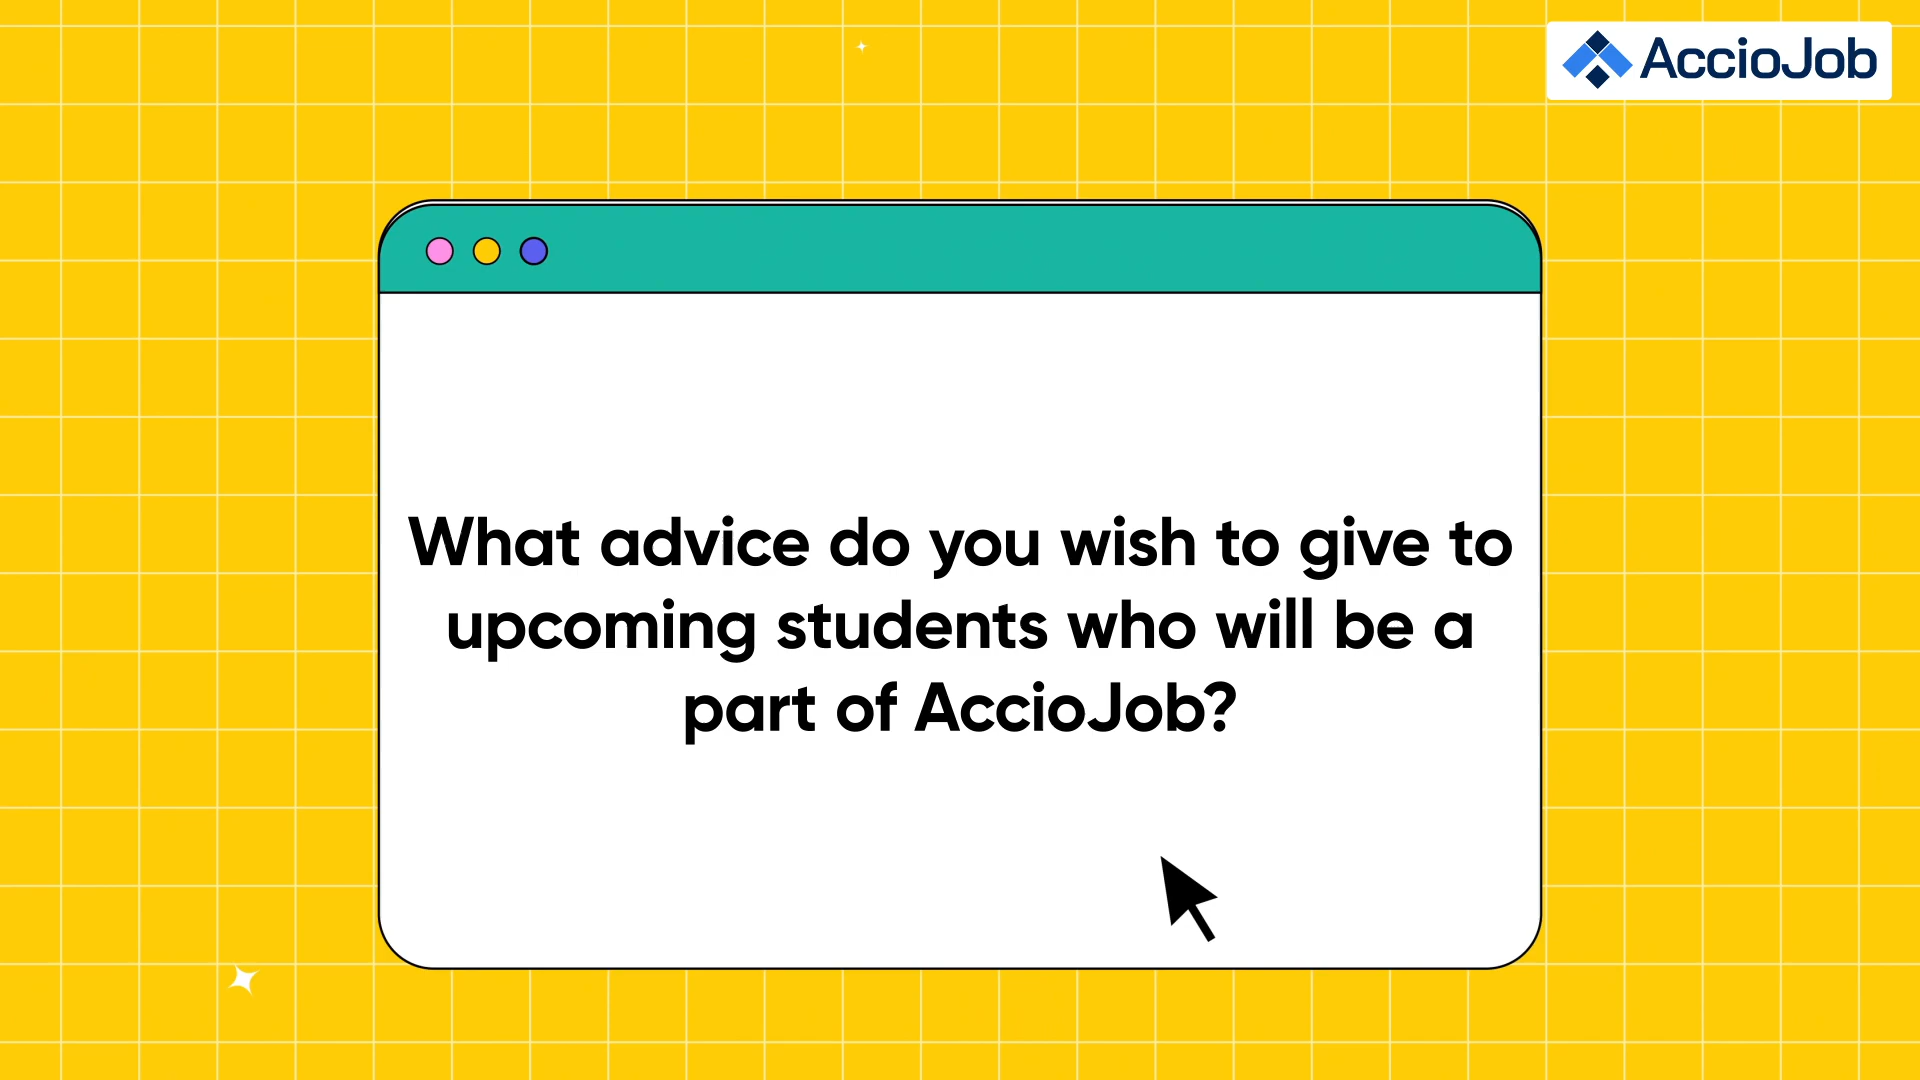 AccioJob
What advice do you wish to give to
upcoming students who will be a
part of AccioJob?